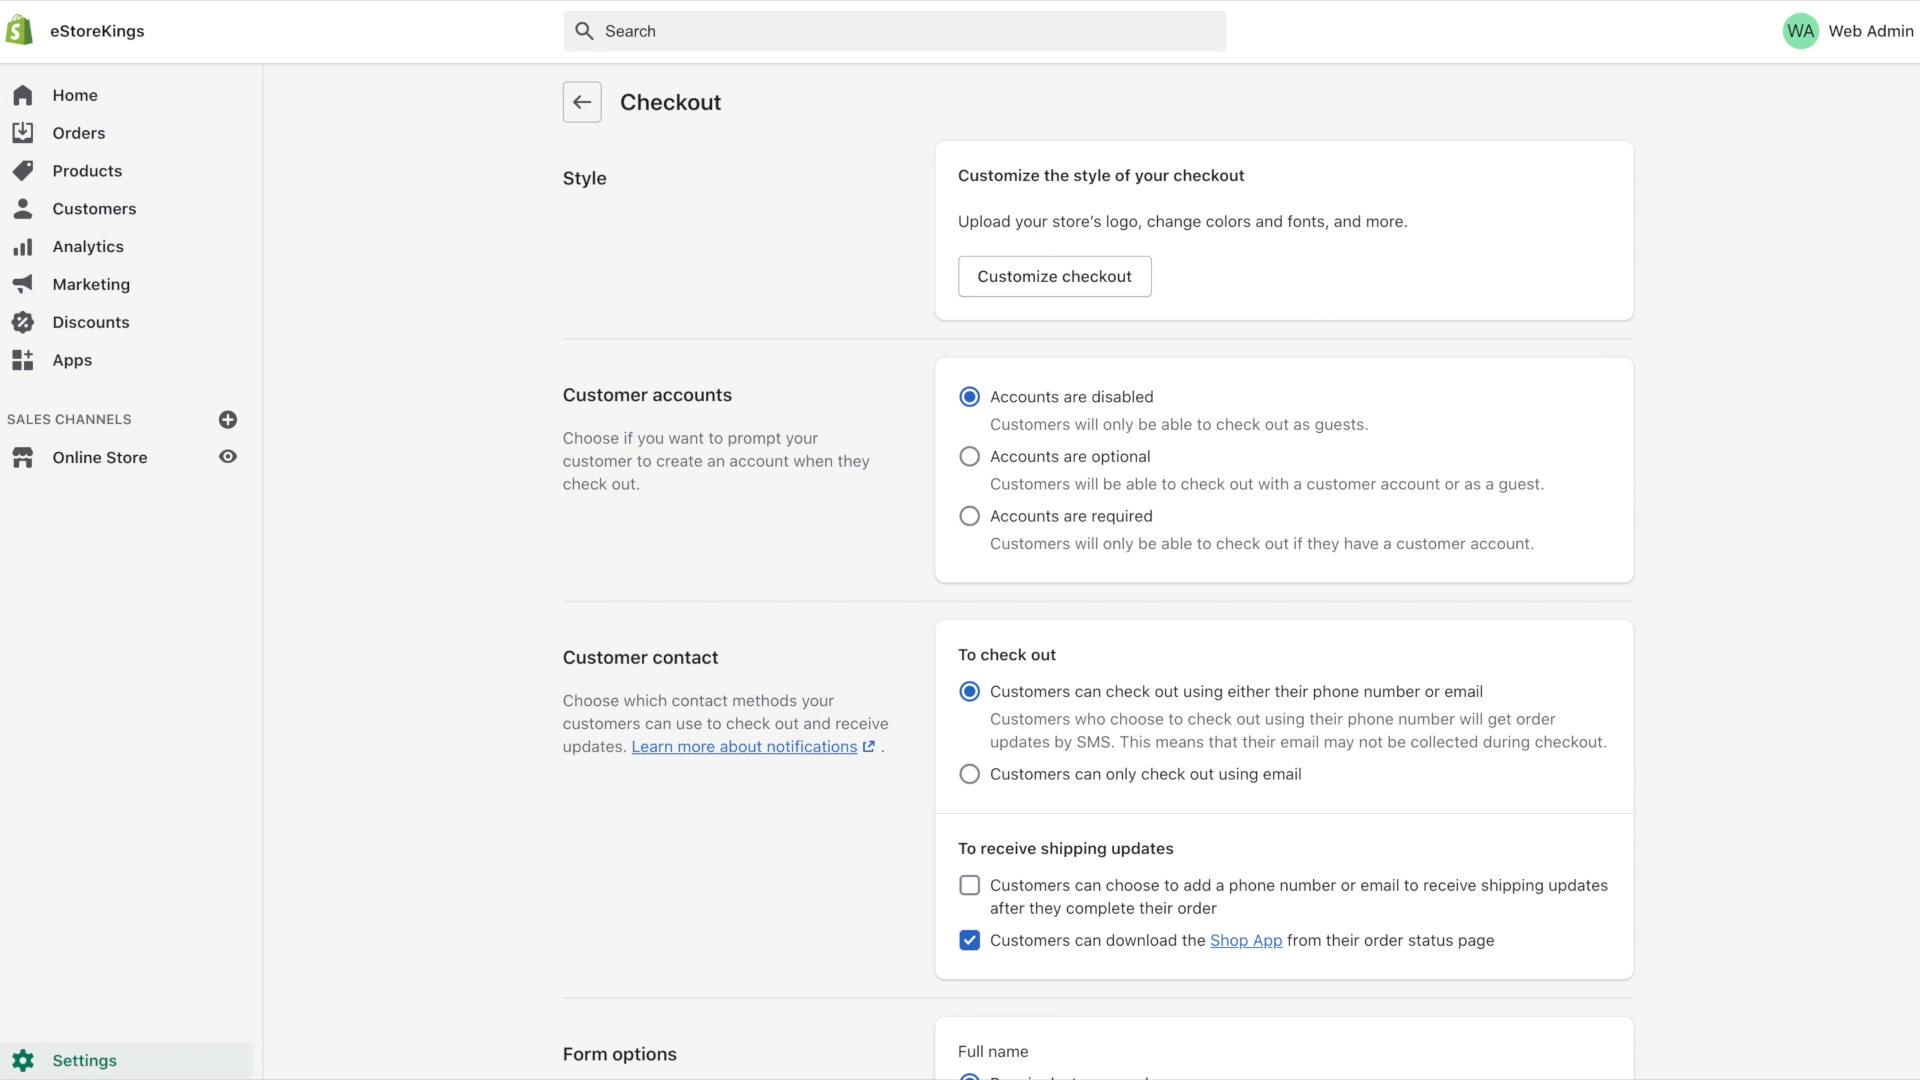 eStoreKings
Search
WA
Web Admin
Home
Orders
Products
Customers
Analytics
Marketing
Discounts
Apps
SALES CHANNELS
Online Store
Settings
Checkout
Style
Customize the style of your checkout
Upload your store’s logo, change colors and fonts, and more.
Customize checkout
Customer accounts
Choose if you want to prompt your
customer to create an account when they
check out.
Accounts are disabled
Customers will only be able to check out as guests.
Accounts are optional
Customers will be able to check out with a customer account or as a guest.
Accounts are required
Customers will only be able to check out if they have a customer account.
Customer contact
Choose which contact methods your
customers can use to check out and receive
updates. Learn more about notifications .
To check out
Customers can check out using either their phone number or email
Customers who choose to check out using their phone number will get order
updates by SMS. This means that their email may not be collected during checkout.
Customers can only check out using email
To receive shipping updates
Customers can choose to add a phone number or email to receive shipping updates
after they complete their order
Customers can download the Shop App from their order status page
Form options
Full name